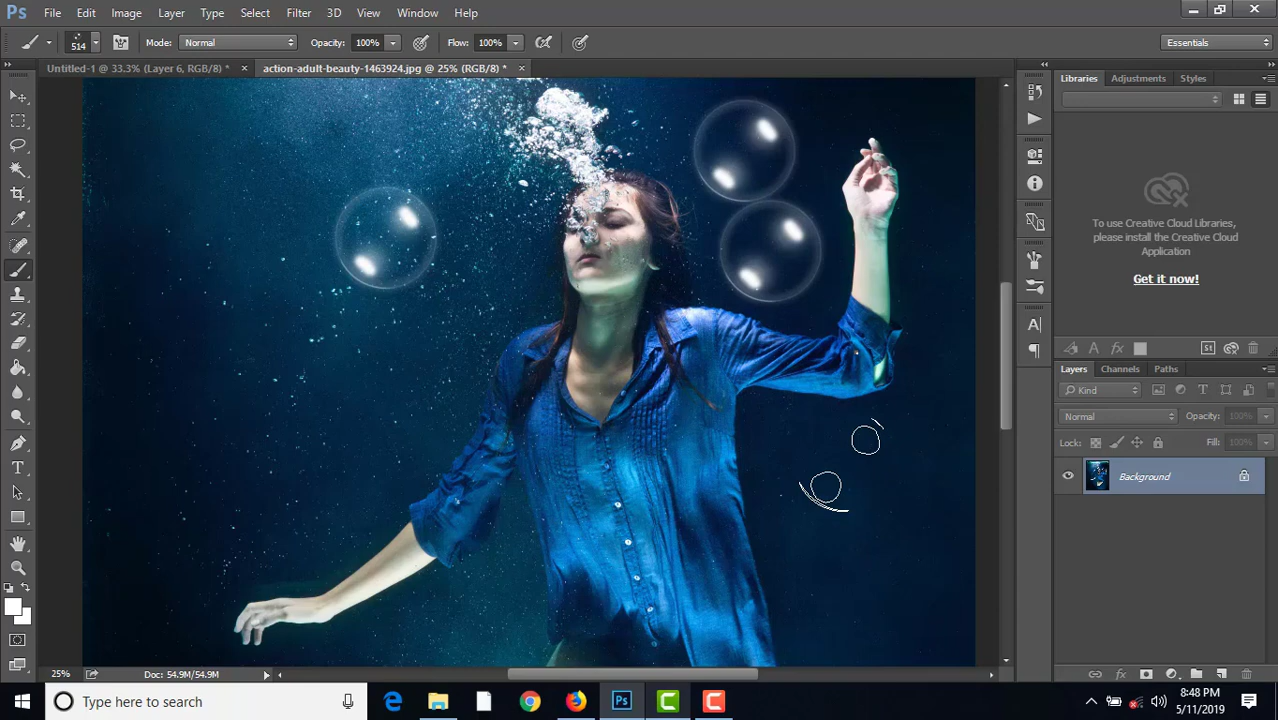 Ps File Edit Image Layer Type Select Filter 3D View Window Help
514 Mode: Normal Opacity: 100% Flow: 100% Essentials
Untitled-1 @ 33.3% (Layer 6, RGB/8) * × action-adult-beauty-1463924.jpg @ 25% (RGB/8) * ×
Libraries Adjustments Styles
To use Creative Cloud Libraries,
please install the Creative Cloud
Application
Get it now!
Layers Channels Paths
Kind
Normal Opacity: 100%
Lock: Fill: 100%
Background
25% Doc: 54.9M/54.9M
Type here to search
Ps
8:48 PM
5/11/2019